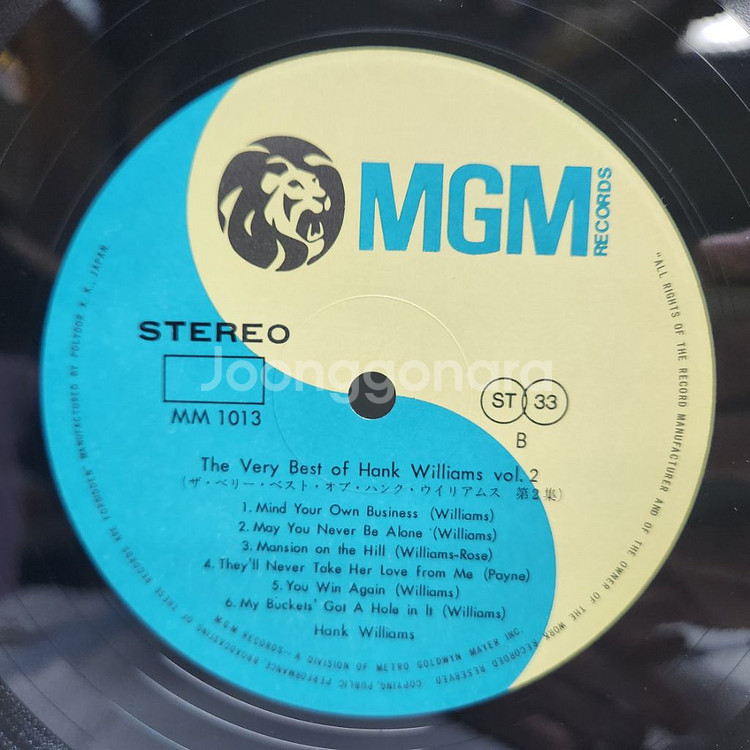 MGM
RECORDS
STEREO
MM 1013
ST 33
B
Joonggonara
The Very Best of Hank Williams vol. 2
(ザ・ベリー・ベスト・オブ・ハンク・ウイリアムス 第2集)
1. Mind Your Own Business (Williams)
2. May You Never Be Alone (Williams)
3. Mansion on the Hill (Williams-Rose)
4. They'll Never Take Her Love from Me (Payne)
5. You Win Again (Williams)
6. My Buckets' Got A Hole in It (Williams)
Hank Williams
M.G.M RECORDS—A DIVISION OF METRO GOLDWYN MAYER INC.
"ALL RIGHTS OF THE RECORD MANUFACTURER AND OF THE OWNER OF THE WORK RECORDED RESERVED COPYING, PUBLIC PERFORMANCE, BROADCASTING OF THESE RECORDS ARE FORBIDDEN. MANUFACTURED BY POLYDOR K. K., JAPAN